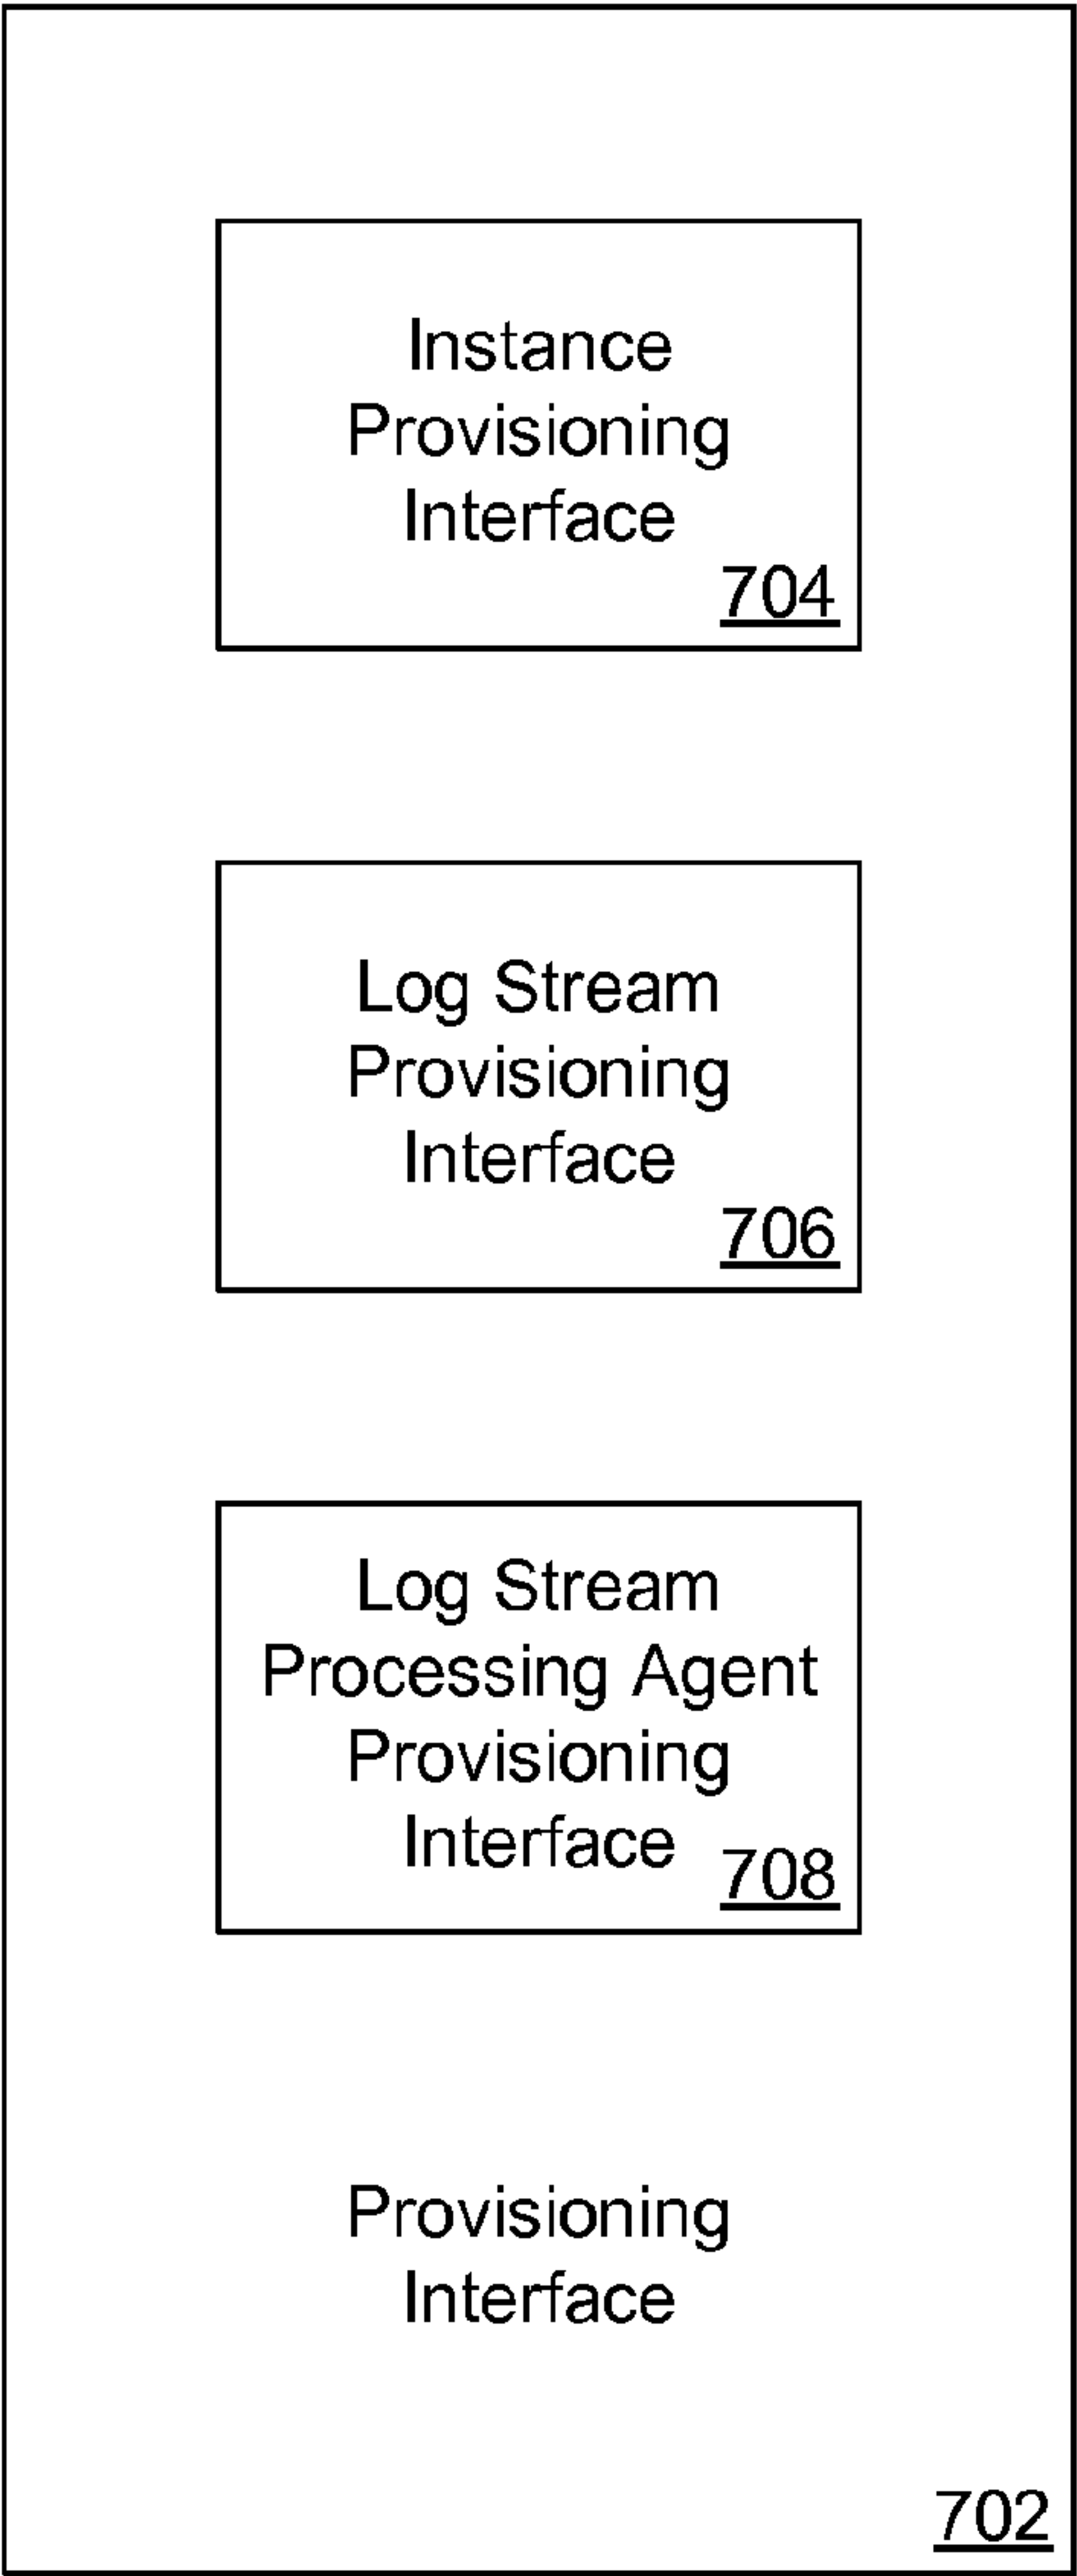 Instance
Provisioning
Interface
704
Log Stream
Provisioning
Interface
706
Log Stream
Processing Agent
Provisioning
Interface
708
Provisioning
Interface
702